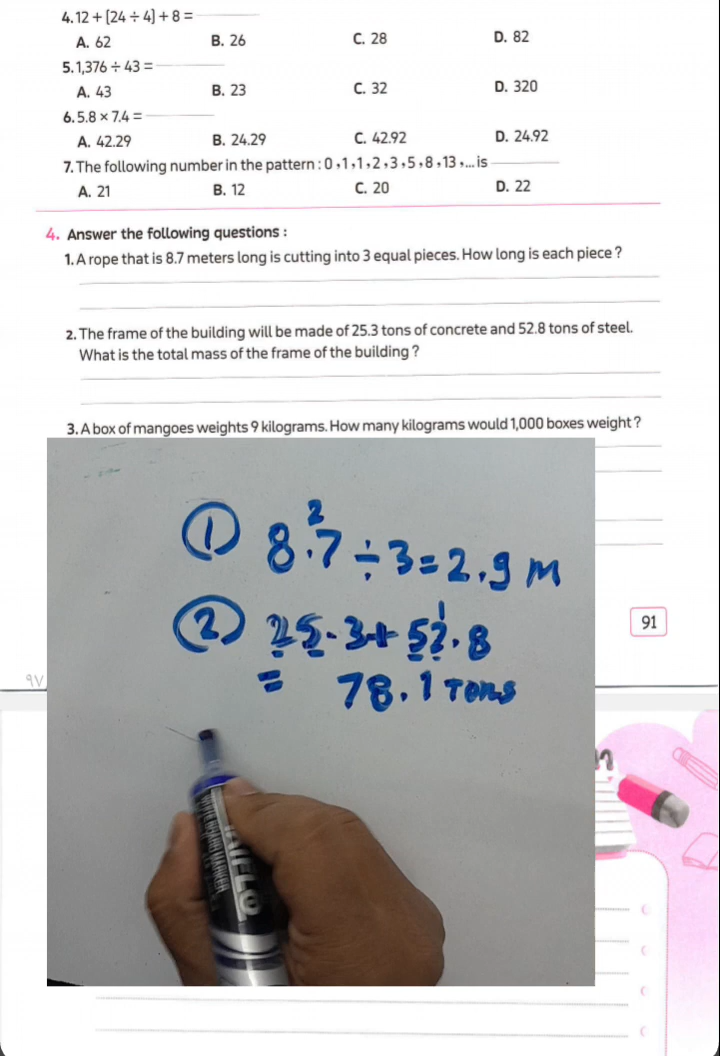 4. 12 + [24 ÷ 4] + 8 =
A. 62 B. 26 C. 28 D. 82
5. 1,376 ÷ 43 =
A. 43 B. 23 C. 32 D. 320
6. 5.8 × 7.4 =
A. 42.29 B. 24.29 C. 42.92 D. 24.92
7. The following number in the pattern : 0 ,1 ,1 ,2 ,3 ,5 ,8 ,13 ,... is
A. 21 B. 12 C. 20 D. 22
4. Answer the following questions :
1. A rope that is 8.7 meters long is cutting into 3 equal pieces. How long is each piece ?
2. The frame of the building will be made of 25.3 tons of concrete and 52.8 tons of steel.
What is the total mass of the frame of the building ?
3. A box of mangoes weights 9 kilograms. How many kilograms would 1,000 boxes weight ?
2
① 8.7 ÷ 3 = 2.9 M
1
② 25.3 + 52.8
= 78.1 Tons
91
٩٧